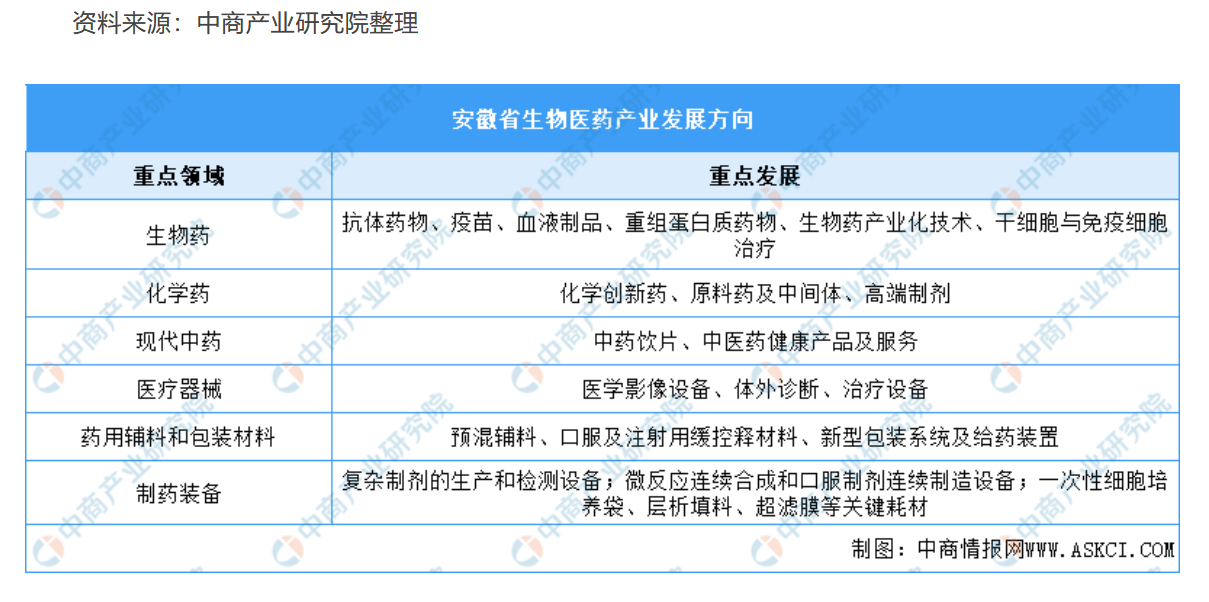 资料来源：中商产业研究院整理
安徽省生物医药产业发展方向
重点领域 重点发展
生物药 抗体药物、疫苗、血液制品、重组蛋白质药物、生物药产业化技术、干细胞与免疫细胞
治疗
化学药 化学创新药、原料药及中间体、高端制剂
现代中药 中药饮片、中医药健康产品及服务
医疗器械 医学影像设备、体外诊断、治疗设备
药用辅料和包装材料 预混辅料、口服及注射用缓控释材料、新型包装系统及给药装置
制药装备 复杂制剂的生产和检测设备；微反应连续合成和口服制剂连续制造设备；一次性细胞培
养袋、层析填料、超滤膜等关键耗材
制图：中商情报网WWW.ASKCI.COM
中商产业研究院